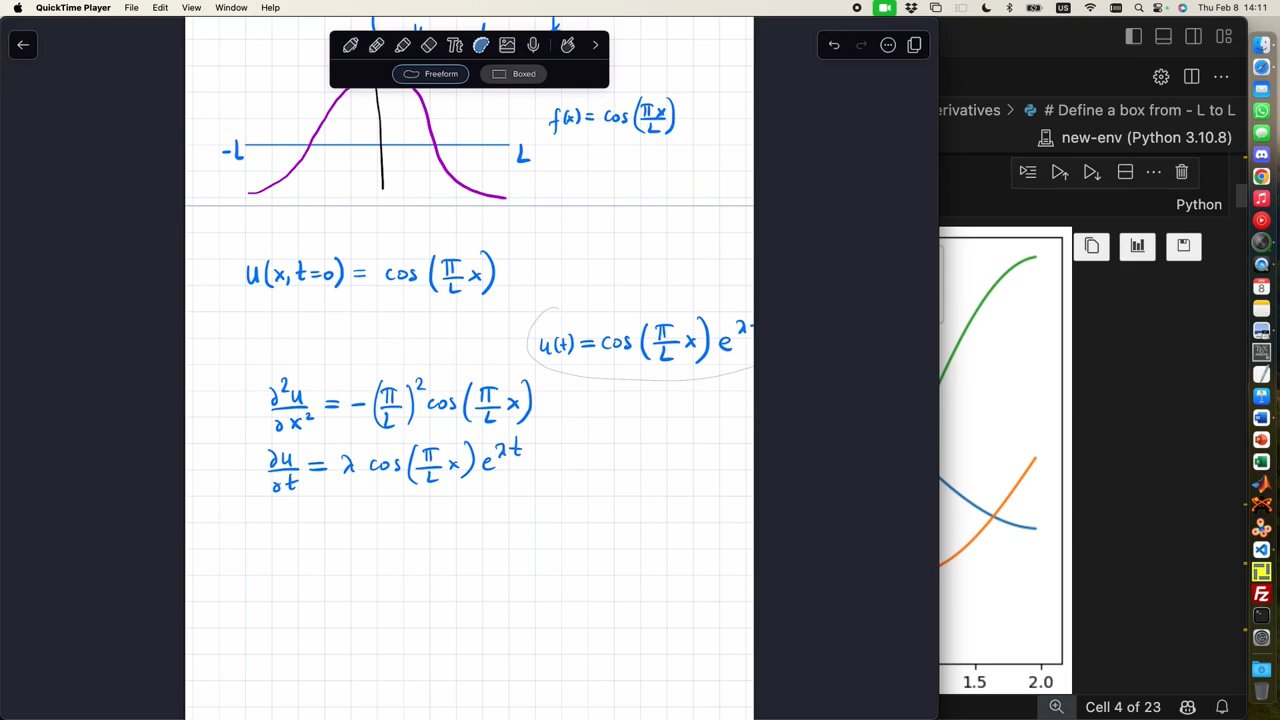 QuickTime Player File Edit View Window Help
Thu Feb 8 14:11
Freeform Boxed
f(x) = cos(πx/L)
-L L
u(x, t=0) = cos(π/L x)
u(t) = cos(π/L x) e^λ
∂²u/∂x² = -(π/L)² cos(π/L x)
∂u/∂t = λ cos(π/L x) e^λt
erivatives > # Define a box from - L to L
new-env (Python 3.10.8)
Python
1.5 2.0
Cell 4 of 23